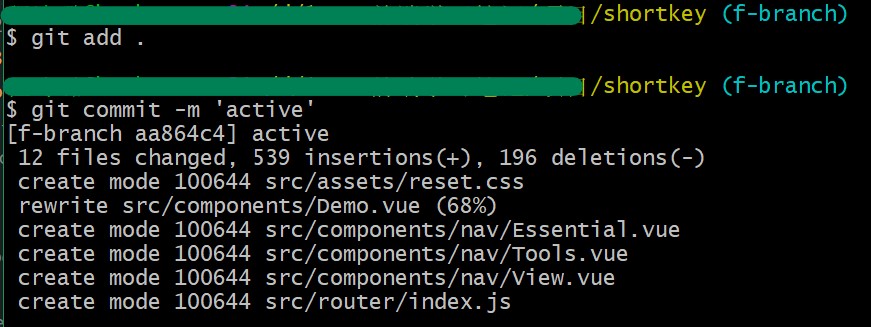 /shortkey (f-branch)
$ git add .
/shortkey (f-branch)
$ git commit -m 'active'
[f-branch aa864c4] active
12 files changed, 539 insertions(+), 196 deletions(-)
create mode 100644 src/assets/reset.css
rewrite src/components/Demo.vue (68%)
create mode 100644 src/components/nav/Essential.vue
create mode 100644 src/components/nav/Tools.vue
create mode 100644 src/components/nav/View.vue
create mode 100644 src/router/index.js